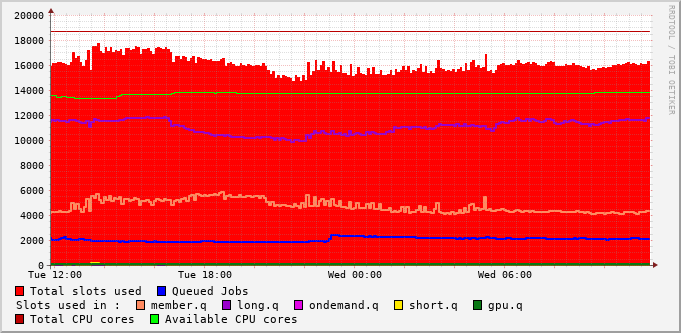 RRDTOOL / TOBI OETIKER
20000
18000
16000
14000
12000
10000
8000
6000
4000
2000
0
Tue 12:00 Tue 18:00 Wed 00:00 Wed 06:00
Total slots used Queued Jobs
Slots used in : member.q long.q ondemand.q short.q gpu.q
Total CPU cores Available CPU cores